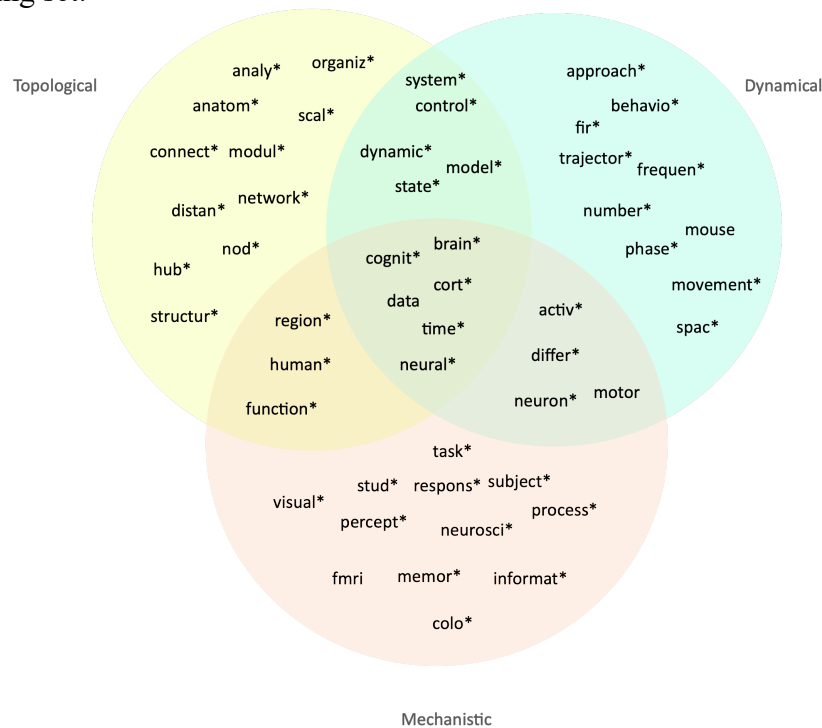 Topological
Dynamical
analy*
organiz*
anatom*
scal*
connect* modul*
distan* network*
nod*
hub*
structur*
system*
control*
dynamic*
model*
state*
approach*
behavio*
fir*
trajector*
frequen*
number*
mouse
phase*
movement*
spac*
brain*
cognit*
cort*
data
time*
neural*
region*
human*
function*
activ*
differ*
neuron* motor
task*
stud* respons* subject*
visual*
percept*
neurosci*
process*
fmri memor* informat*
colo*
Mechanistic